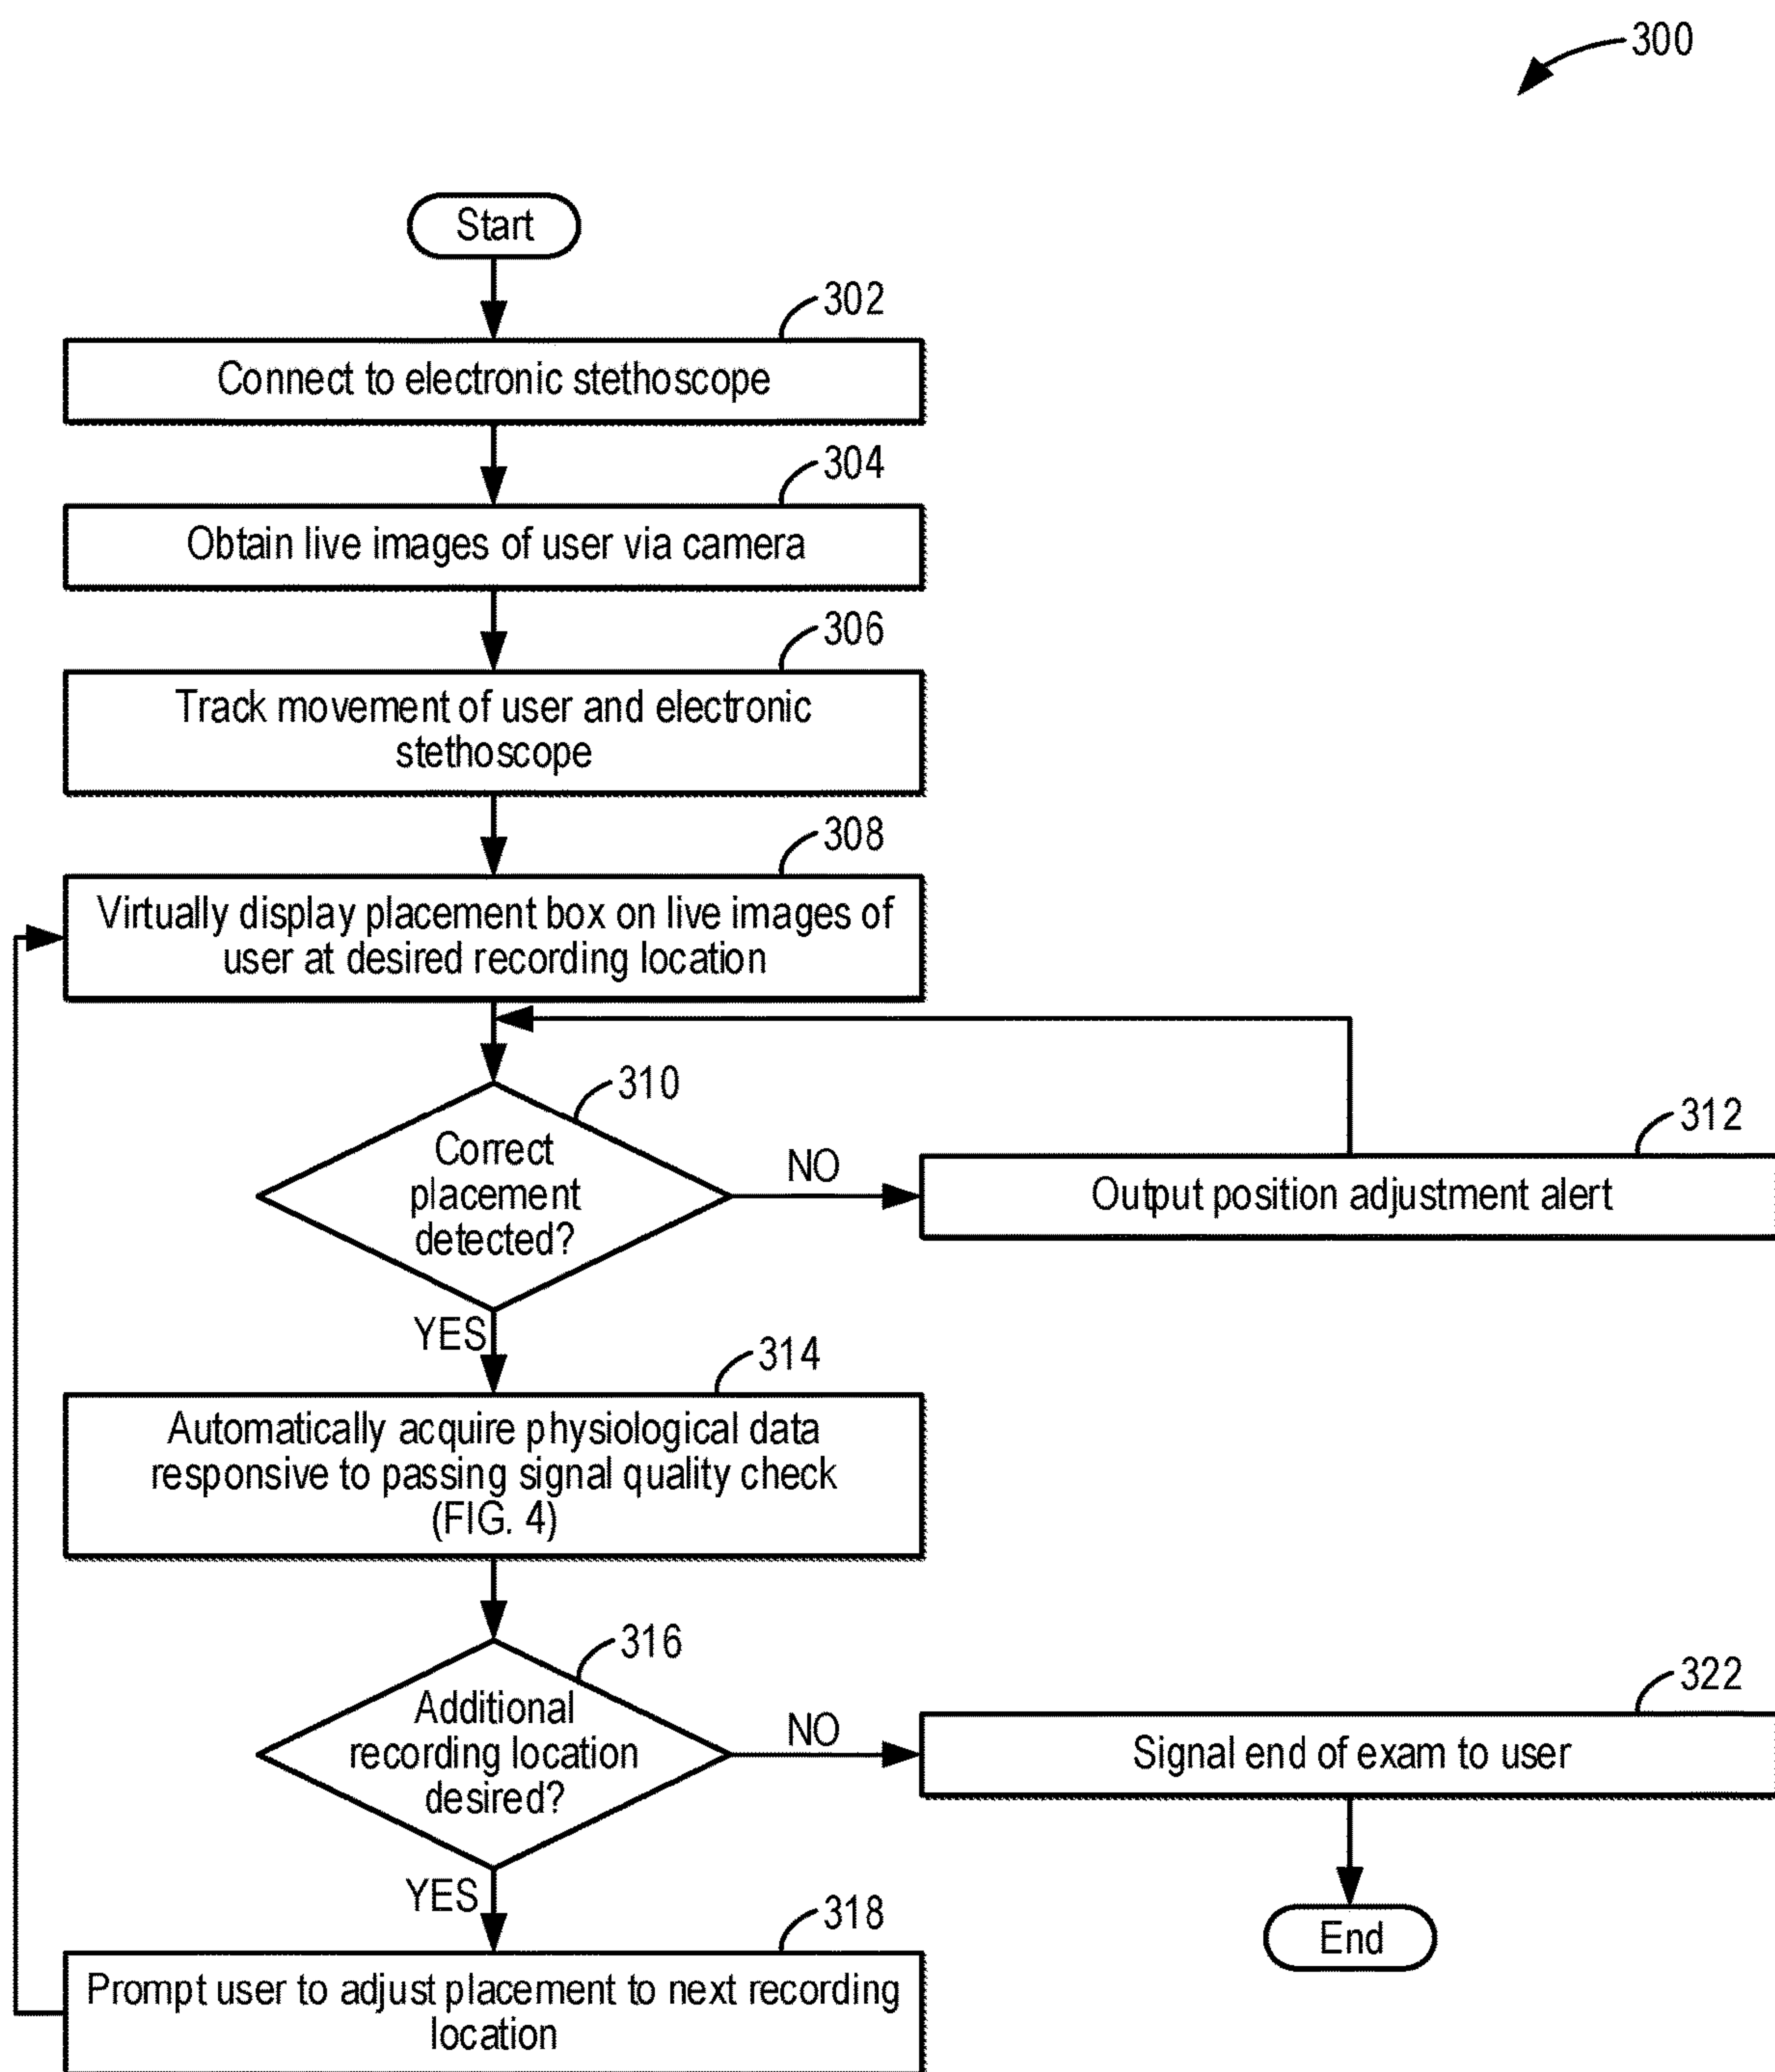 300
Start
302
Connect to electronic stethoscope
304
Obtain live images of user via camera
306
Track movement of user and electronic
stethoscope
308
Virtually display placement box on live images of
user at desired recording location
310
Correct
placement
detected?
NO
312
Output position adjustment alert
YES
314
Automatically acquire physiological data
responsive to passing signal quality check
(FIG. 4)
316
Additional
recording location
desired?
NO
322
Signal end of exam to user
YES
End
318
Prompt user to adjust placement to next recording
location